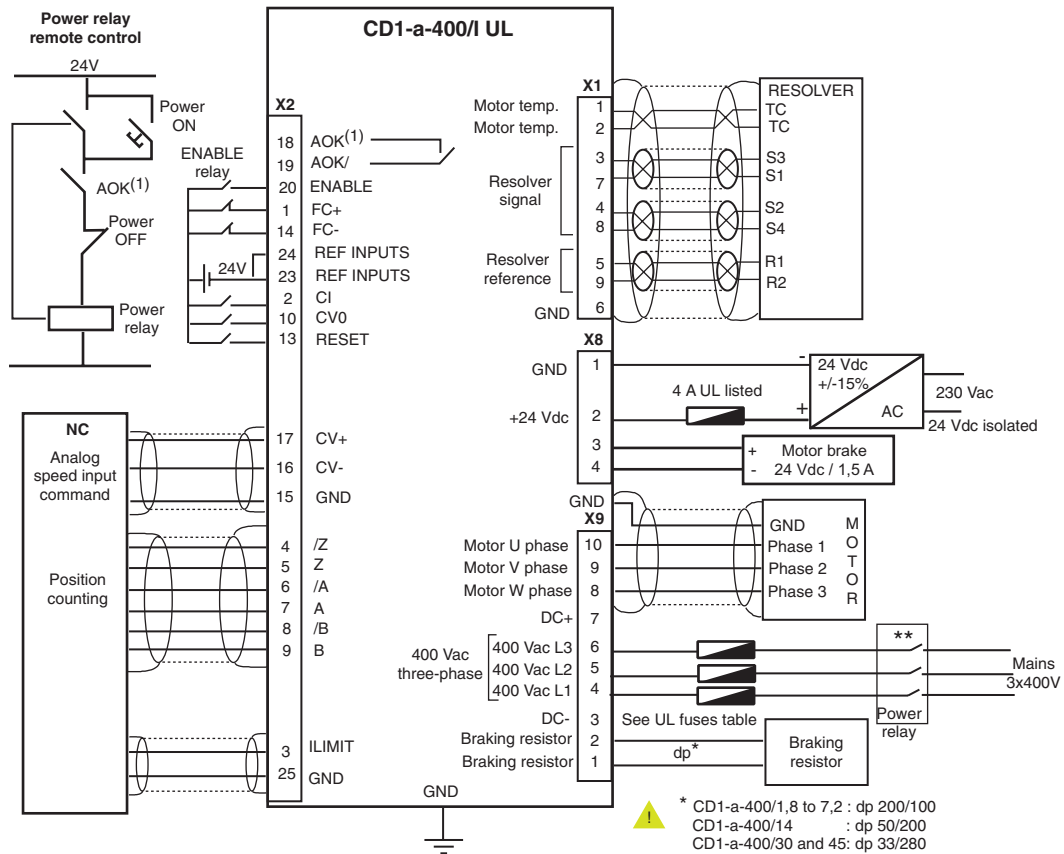 Power relay
remote control
24V
Power
ON
AOK(1)
Power
OFF
Power
relay
CD1-a-400/I UL
X2
ENABLE
relay
18 AOK(1)
19 AOK/
20 ENABLE
1 FC+
14 FC-
24 REF INPUTS
24V
23 REF INPUTS
2 CI
10 CV0
13 RESET
NC
Analog
speed input
command
17 CV+
16 CV-
15 GND
Position
counting
4 /Z
5 Z
6 /A
7 A
8 /B
9 B
3 ILIMIT
25 GND
GND
X1
Motor temp. 1
Motor temp. 2
Resolver
signal
3
7
4
8
Resolver
reference
5
9
GND 6
RESOLVER
TC
TC
S3
S1
S2
S4
R1
R2
X8
GND 1
+24 Vdc 2
3
4
4 A UL listed
-
+
24 Vdc
+/-15%
AC
230 Vac
24 Vdc isolated
+ Motor brake
- 24 Vdc / 1,5 A
GND
X9
Motor U phase 10
Motor V phase 9
Motor W phase 8
DC+ 7
400 Vac
three-phase
400 Vac L3 6
400 Vac L2 5
400 Vac L1 4
DC- 3
Braking resistor 2
Braking resistor 1
GND
Phase 1
Phase 2
Phase 3
MOTOR
**
Mains
3x400V
Power
relay
See UL fuses table
dp*
Braking
resistor
!
* CD1-a-400/1,8 to 7,2 : dp 200/100
CD1-a-400/14 : dp 50/200
CD1-a-400/30 and 45: dp 33/280